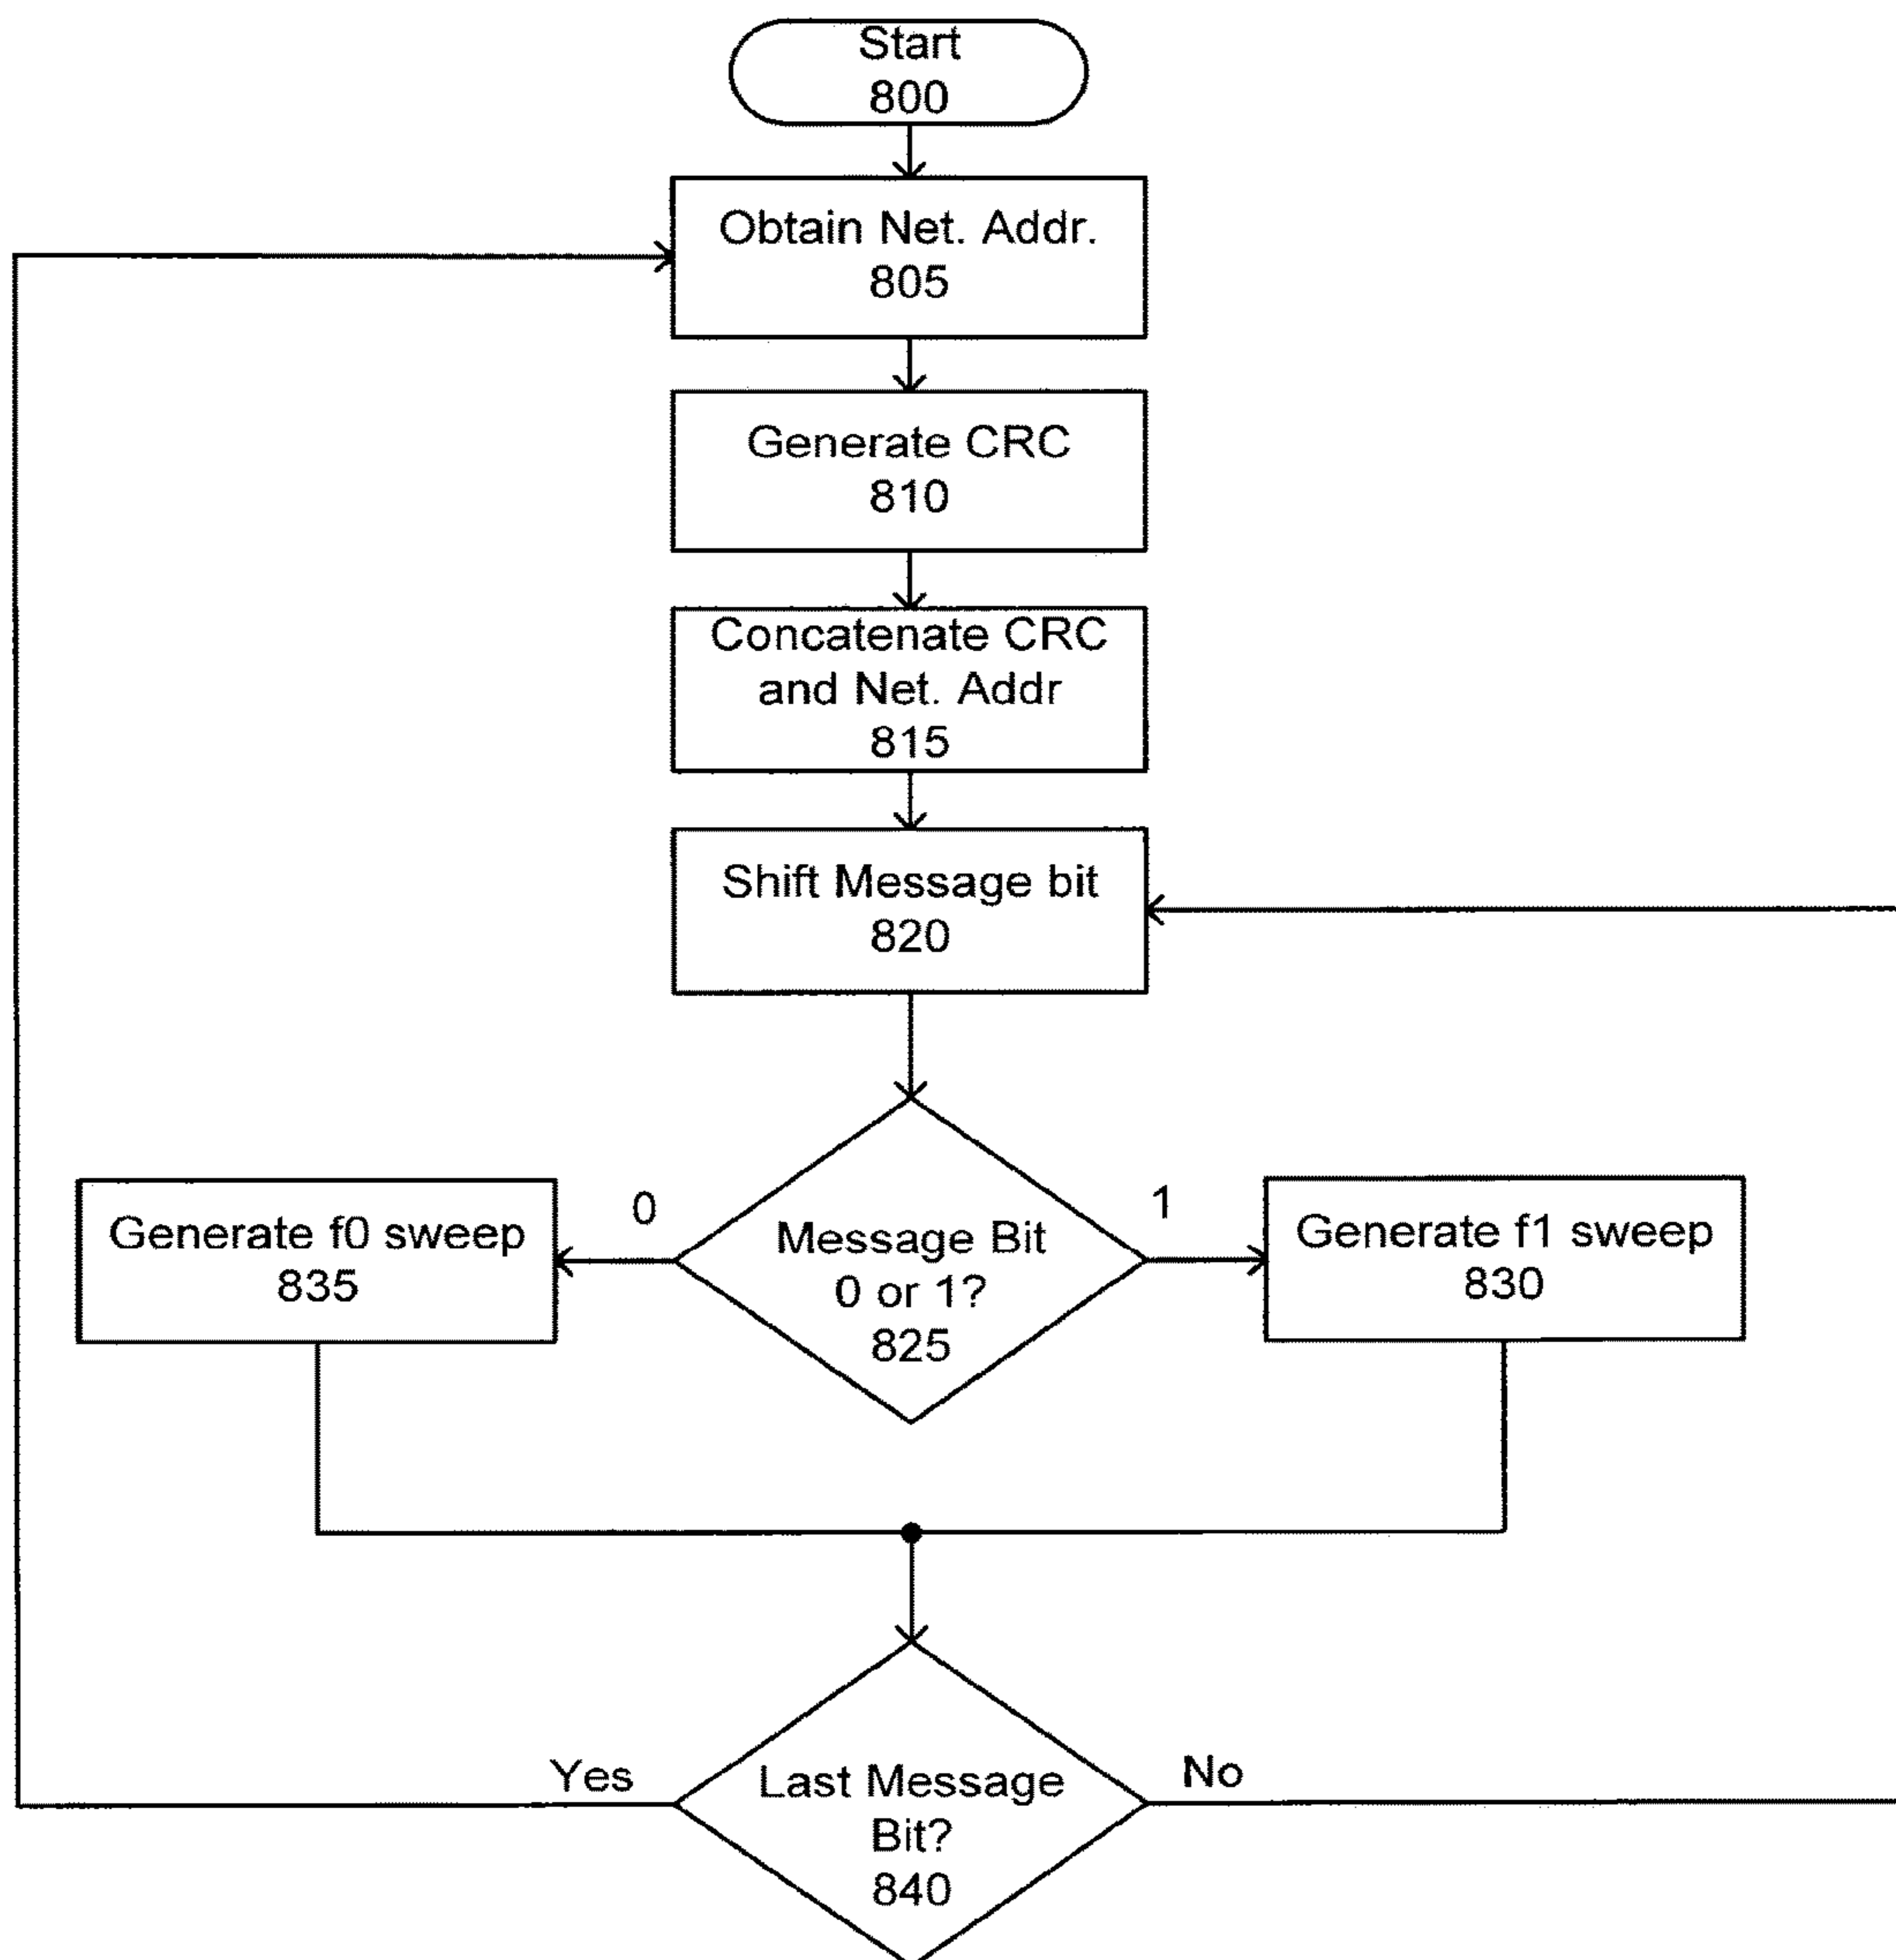 Start
800
Obtain Net. Addr.
805
Generate CRC
810
Concatenate CRC
and Net. Addr
815
Shift Message bit
820
0
1
Generate f0 sweep
835
Message Bit
0 or 1?
825
Generate f1 sweep
830
Yes
No
Last Message
Bit?
840